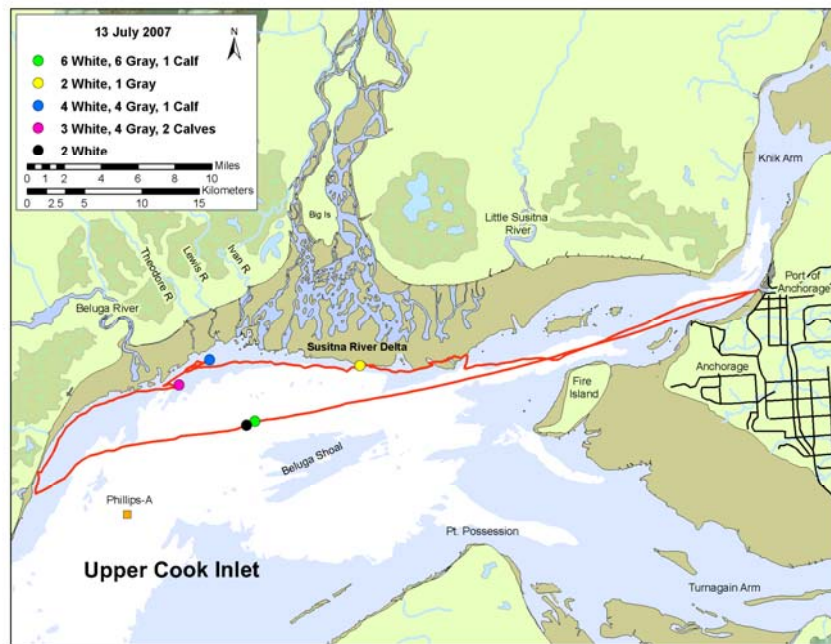 13 July 2007
N
6 White, 6 Gray, 1 Calf
2 White, 1 Gray
4 White, 4 Gray, 1 Calf
3 White, 4 Gray, 2 Calves
2 White
Miles
0 1 2 4 6 8 10
Kilometers
0 2.5 5 10 15
Knik Arm
Big Is
Little Susitna
River
Theodore R
Lewis R
Ivan R
Beluga River
Port of
Anchorage
Susitna River Delta
Anchorage
Fire
Island
Beluga Shoal
Phillips-A
Pt. Possession
Upper Cook Inlet
Turnagain Arm